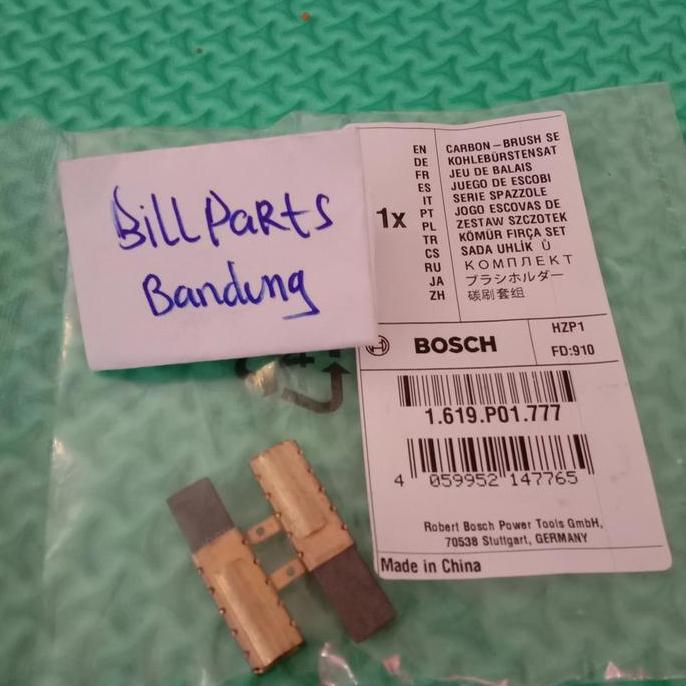 Bill Parts
Bandung
1x
EN CARBON-BRUSH SE
DE KOHLEBÜRSTENSAT
FR JEU DE BALAIS
ES JUEGO DE ESCOBI
IT SERIE SPAZZOLE
PT JOGO ESCOVAS DE
PL ZESTAW SZCZOTEK
TR KÖMÜR FIRÇA SET
CS SADA UHLÍK Ů
RU КОМПЛЕКТ
JA ブラシホルダー
ZH 碳刷套组
BOSCH
HZP1
FD:910
1.619.P01.777
4 059952 147765
Robert Bosch Power Tools GmbH,
70538 Stuttgart, GERMANY
Made in China